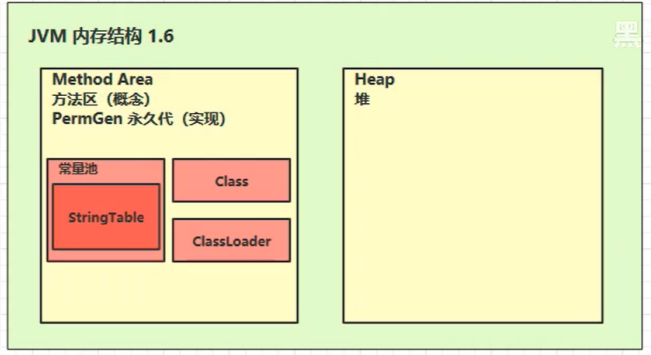 JVM 内存结构 1.6
黑
Method Area
方法区（概念）
PermGen 永久代（实现）
常量池
StringTable
Class
ClassLoader
Heap
堆